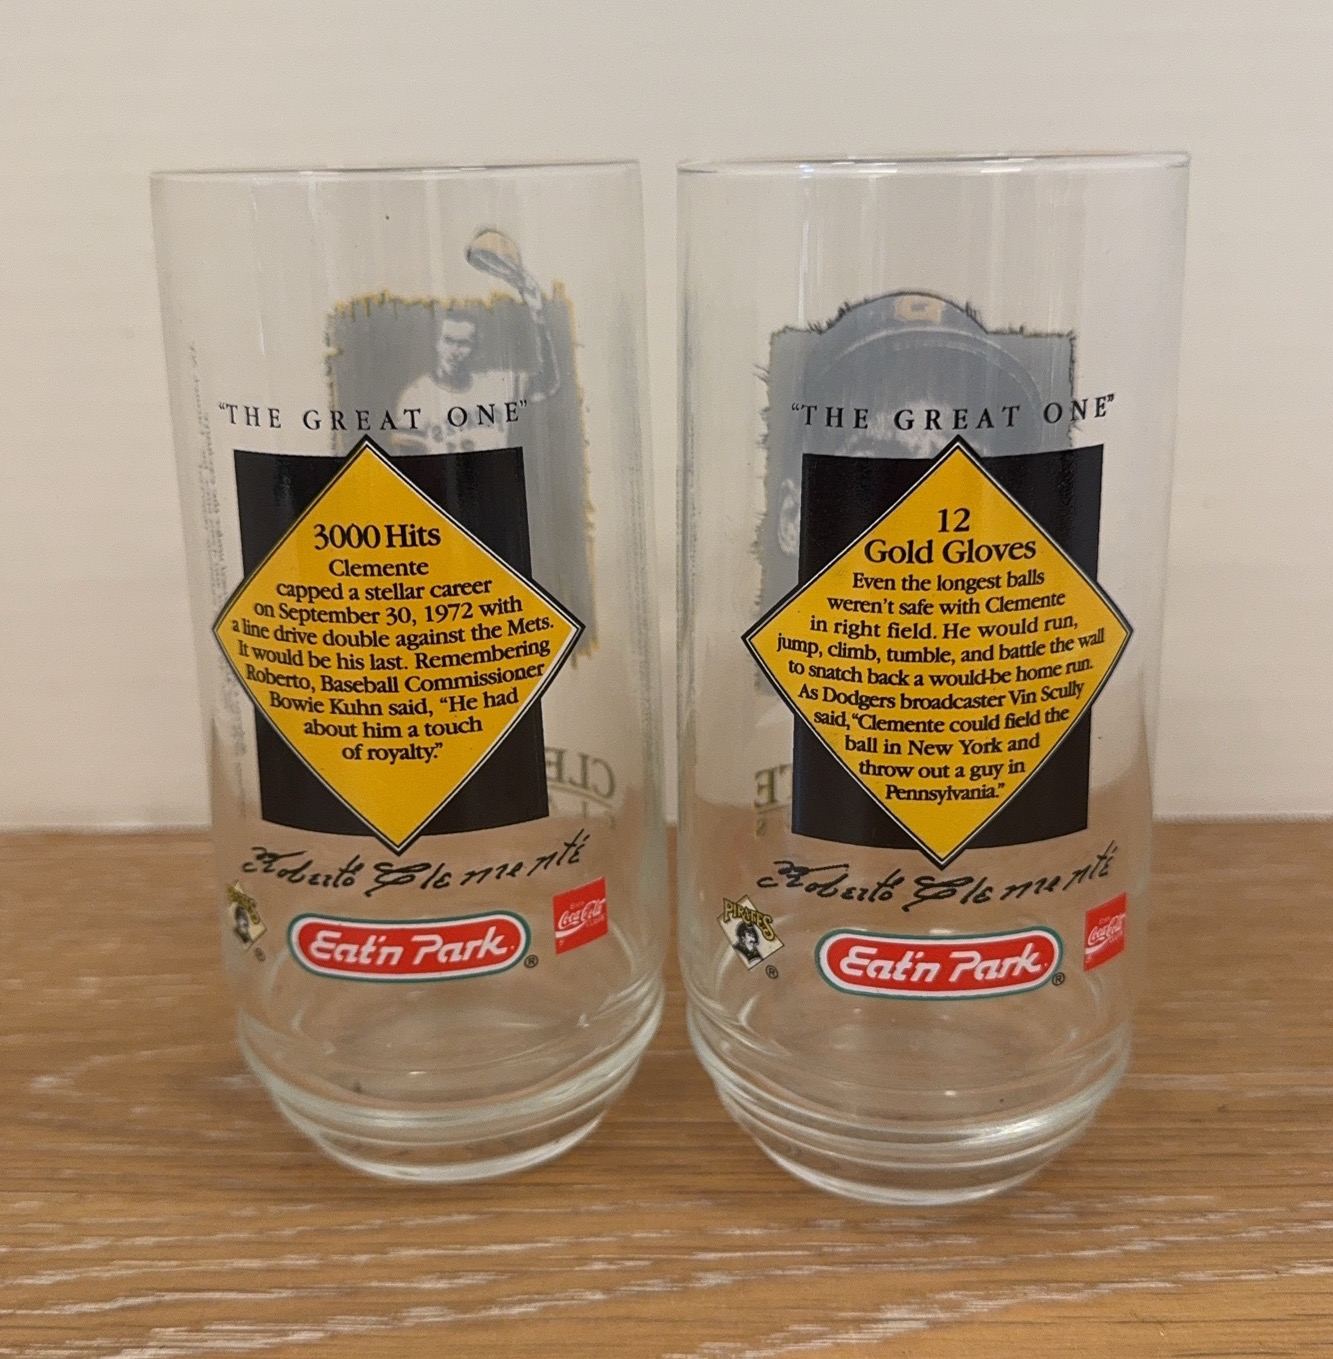 "THE GREAT ONE"
3000 Hits
Clemente
capped a stellar career
on September 30, 1972 with
a line drive double against the Mets.
It would be his last. Remembering
Roberto, Baseball Commissioner
Bowie Kuhn said, "He had
about him a touch
of royalty."
Roberto Clemente
Eat'n Park®
Coca-Cola
"THE GREAT ONE"
12
Gold Gloves
Even the longest balls
weren't safe with Clemente
in right field. He would run,
jump, climb, tumble, and battle the wall
to snatch back a would-be home run.
As Dodgers broadcaster Vin Scully
said, "Clemente could field the
ball in New York and
throw out a guy in
Pennsylvania."
Roberto Clemente
PIRATES
®
Eat'n Park®
Coca-Cola